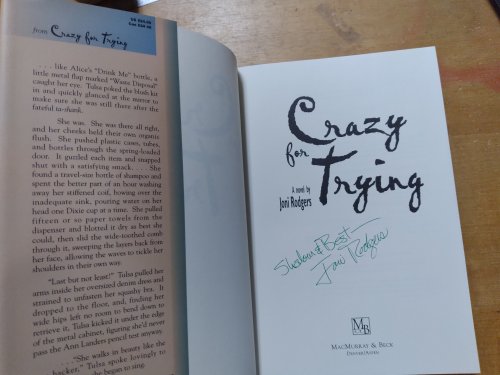 from Crazy for Trying
. . . like Alice's "Drink Me" bottle, a
little metal flap marked "Waste Disposal"
caught her eye. Tulsa poked the blush kit
in and quickly glanced at the mirror to
make sure she was still there after the
fateful ta-thunk.
She was. She was there all right,
and her cheeks held their own organic
flush. She pushed plastic cases, tubes,
and bottles through the spring-loaded
door. It gurgled each item and snapped
shut with a satisfying smack. . . . She
found a travel-size bottle of shampoo and
spent the better part of an hour washing
away her stiffened coif, bowing over the
inadequate sink, pouring water on her
head one Dixie cup at a time. She pulled
fifteen or so paper towels from the
dispenser and blotted it dry as best she
could, then slid the wide-toothed comb
through it, sweeping the layers back from
her face, allowing the waves to tickle her
shoulders in their own way.
"Last but not least!" Tulsa pulled her
arms inside her oversized denim dress and
strained to unfasten her squashy bra. It
dropped to the floor, and, finding her
wide hips left no room to bend down to
retrieve it, Tulsa kicked it under the edge
of the metal cabinet, figuring she'd never
pass the Ann Landers pencil test anyway.
. . . "She walks in beauty like the
" Tulsa spoke lovingly to
she began to sing.
Crazy
for
Trying
A novel by
Joni Rodgers
Shalom & Best
Joni Rodgers
MB
MacMurray & Beck
Denver/Aspen